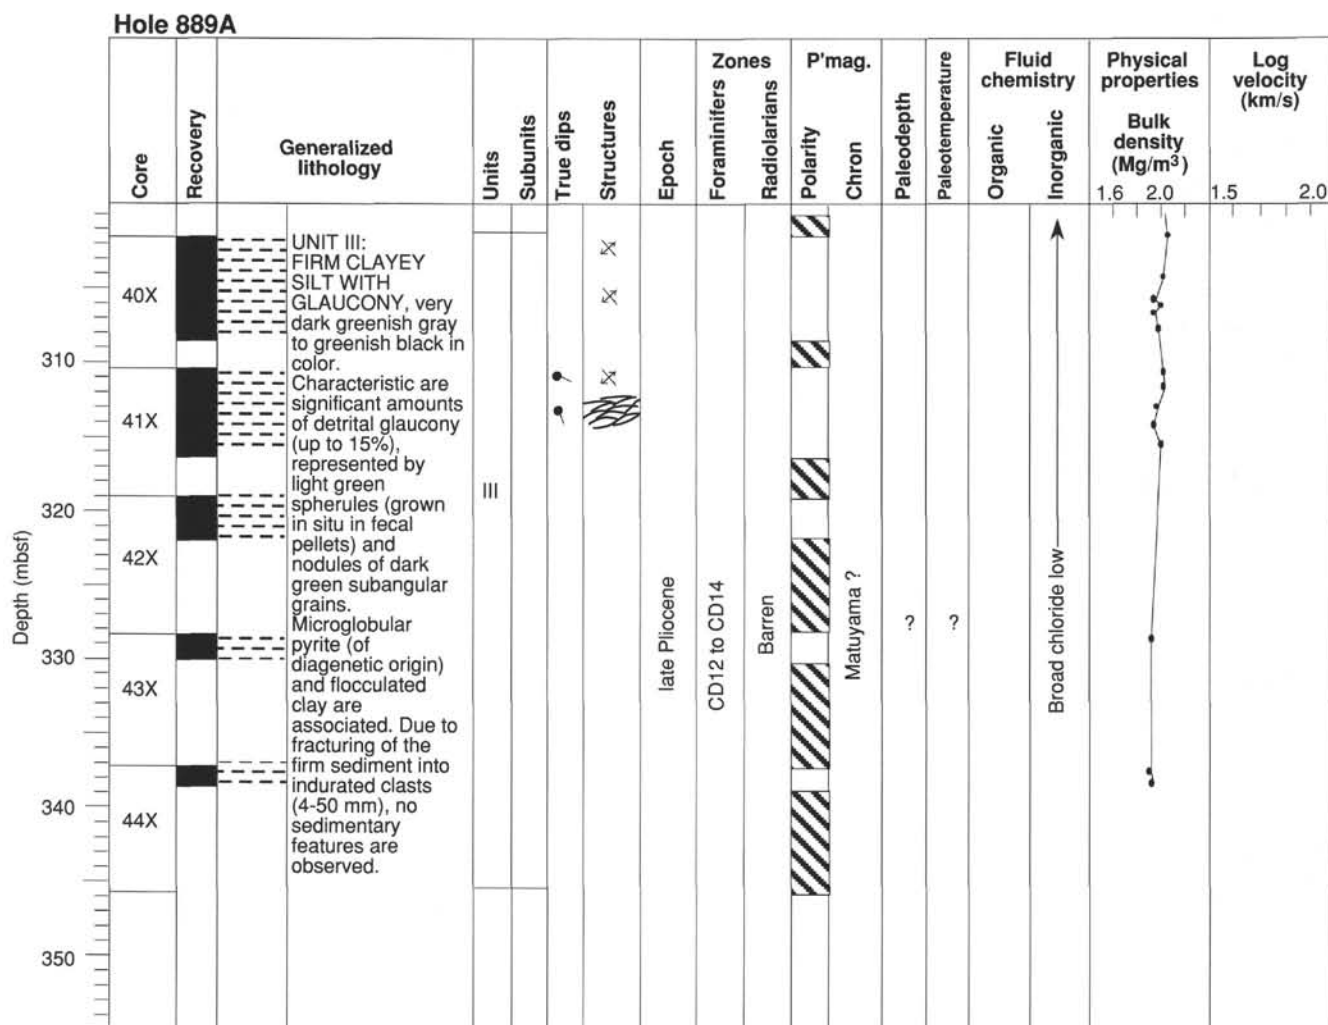 Hole 889A
Core
Recovery
Generalized
lithology
Units
Subunits
True dips
Structures
Epoch
Zones
Foraminifers
Radiolarians
P'mag.
Polarity
Chron
Paleodepth
Paleotemperature
Fluid
chemistry
Organic
Inorganic
Physical
properties
Bulk
density
(Mg/m³)
1.6 2.0
Log
velocity
(km/s)
1.5 2.0
Depth (mbsf)
310
320
330
340
350
40X
41X
42X
43X
44X
UNIT III:
FIRM CLAYEY
SILT WITH
GLAUCONY, very
dark greenish gray
to greenish black in
color.
Characteristic are
significant amounts
of detrital glaucony
(up to 15%),
represented by
light green
spherules (grown
in situ in fecal
pellets) and
nodules of dark
green subangular
grains.
Microglobular
pyrite (of
diagenetic origin)
and flocculated
clay are
associated. Due to
fracturing of the
firm sediment into
indurated clasts
(4-50 mm), no
sedimentary
features are
observed.
III
late Pliocene
CD12 to CD14
Barren
Matuyama ?
?
?
Broad chloride low